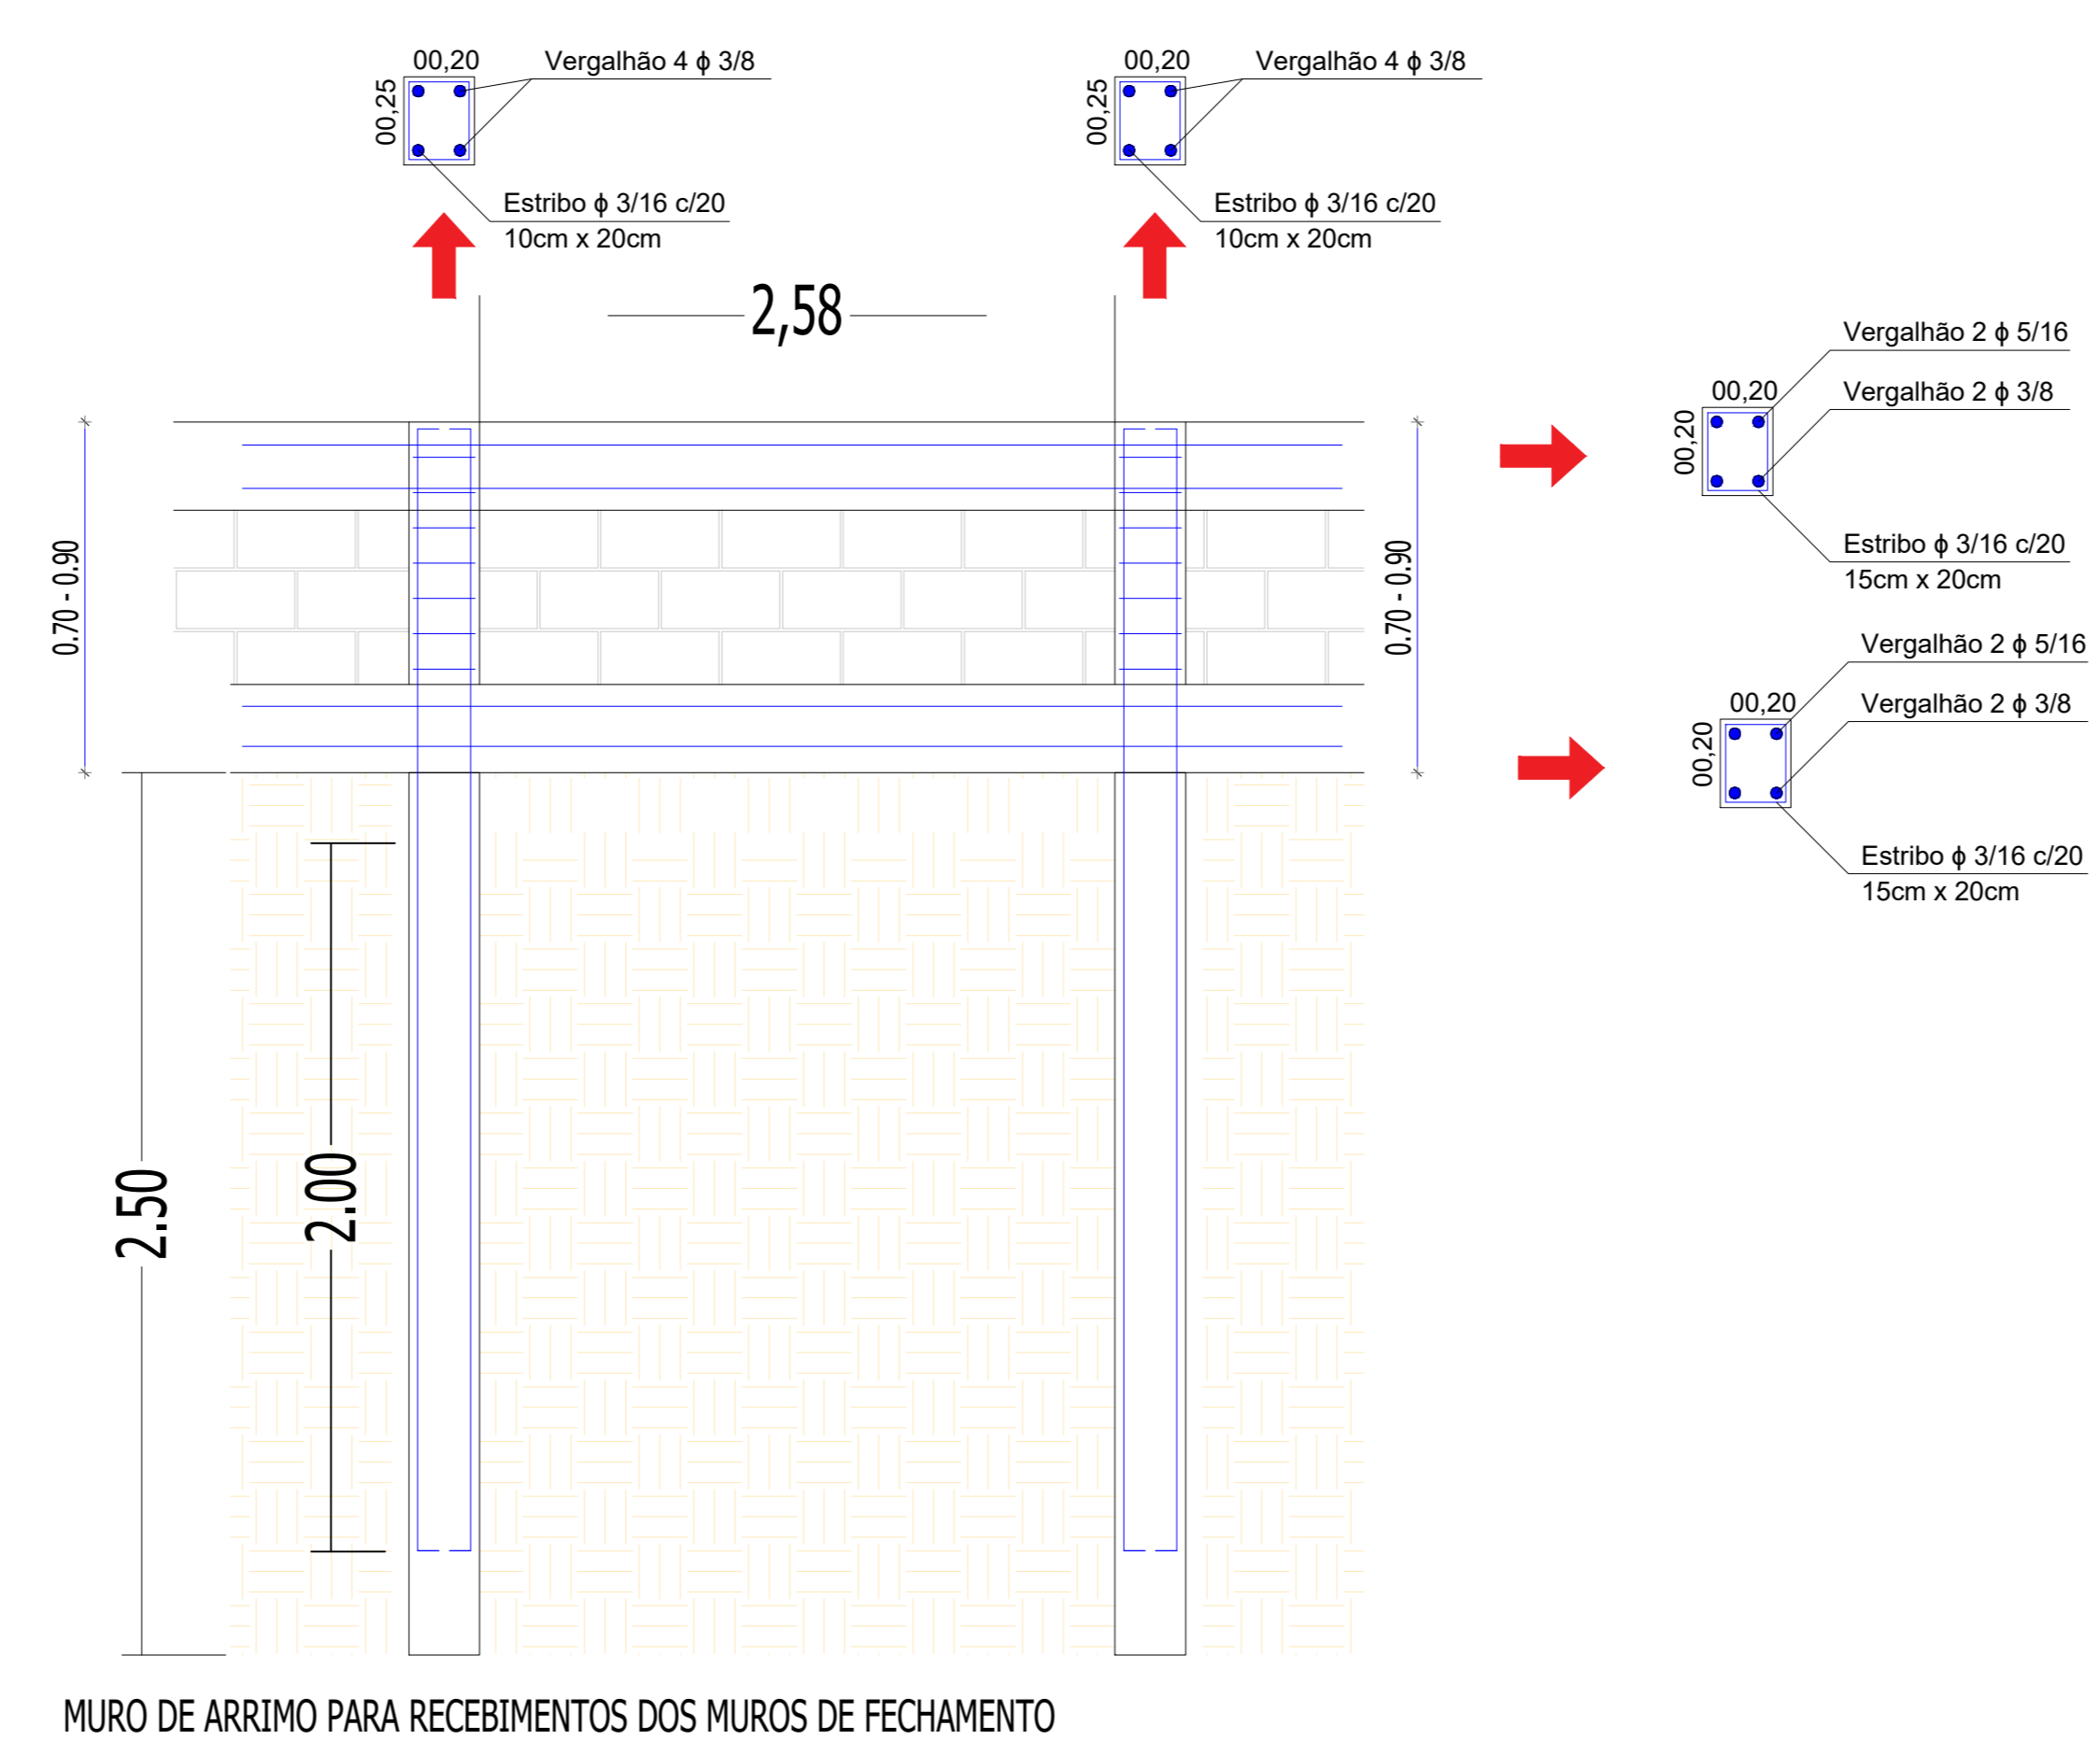 00,20
Vergalhão 4 ϕ 3/8
00,25
Estribo ϕ 3/16 c/20
10cm x 20cm
00,20
Vergalhão 4 ϕ 3/8
00,25
Estribo ϕ 3/16 c/20
10cm x 20cm
2,58
Vergalhão 2 ϕ 5/16
00,20
Vergalhão 2 ϕ 3/8
00,20
Estribo ϕ 3/16 c/20
15cm x 20cm
0.70 - 0.90
0.70 - 0.90
Vergalhão 2 ϕ 5/16
00,20
Vergalhão 2 ϕ 3/8
00,20
Estribo ϕ 3/16 c/20
15cm x 20cm
2.50
2.00
MURO DE ARRIMO PARA RECEBIMENTOS DOS MUROS DE FECHAMENTO